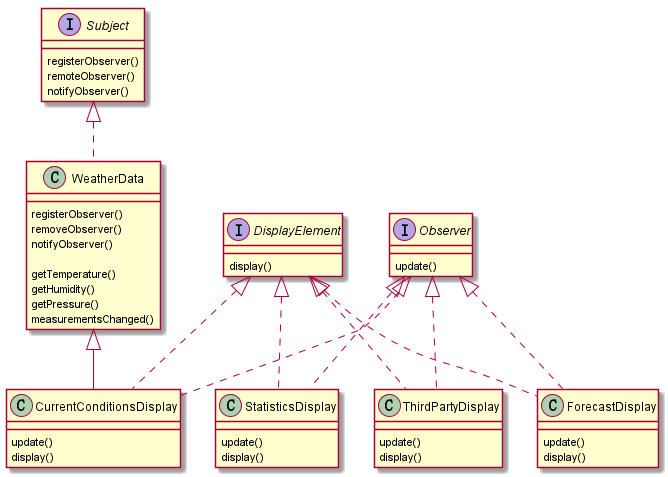 I Subject
registerObserver()
remoteObserver()
notifyObserver()
C WeatherData
registerObserver()
removeObserver()
notifyObserver()
getTemperature()
getHumidity()
getPressure()
measurementsChanged()
I DisplayElement
display()
I Observer
update()
C CurrentConditionsDisplay
update()
display()
C StatisticsDisplay
update()
display()
C ThirdPartyDisplay
update()
display()
C ForecastDisplay
update()
display()